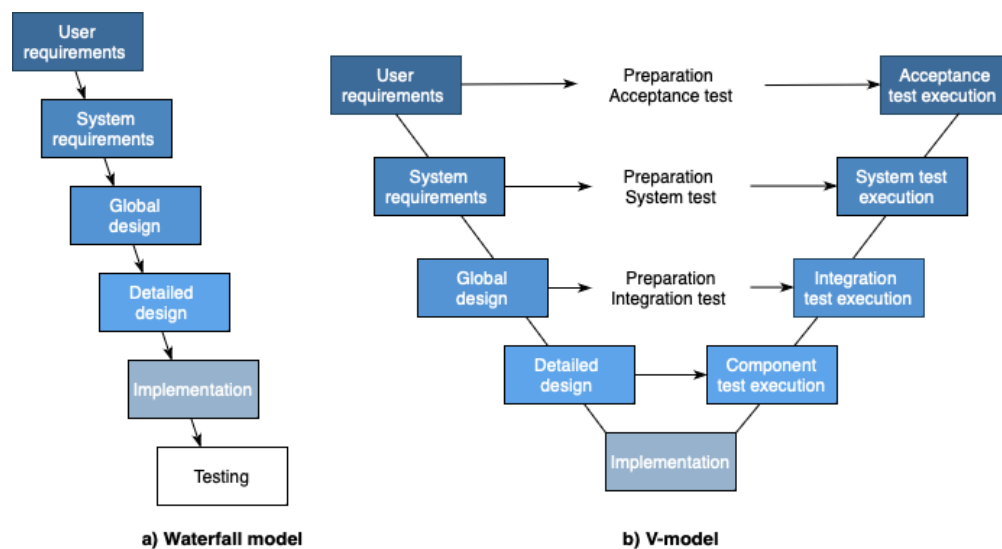 User
requirements
System
requirements
Global
design
Detailed
design
Implementation
Testing
a) Waterfall model
User
requirements
Preparation
Acceptance test
Acceptance
test execution
System
requirements
Preparation
System test
System test
execution
Global
design
Preparation
Integration test
Integration
test execution
Detailed
design
Component
test execution
Implementation
b) V-model